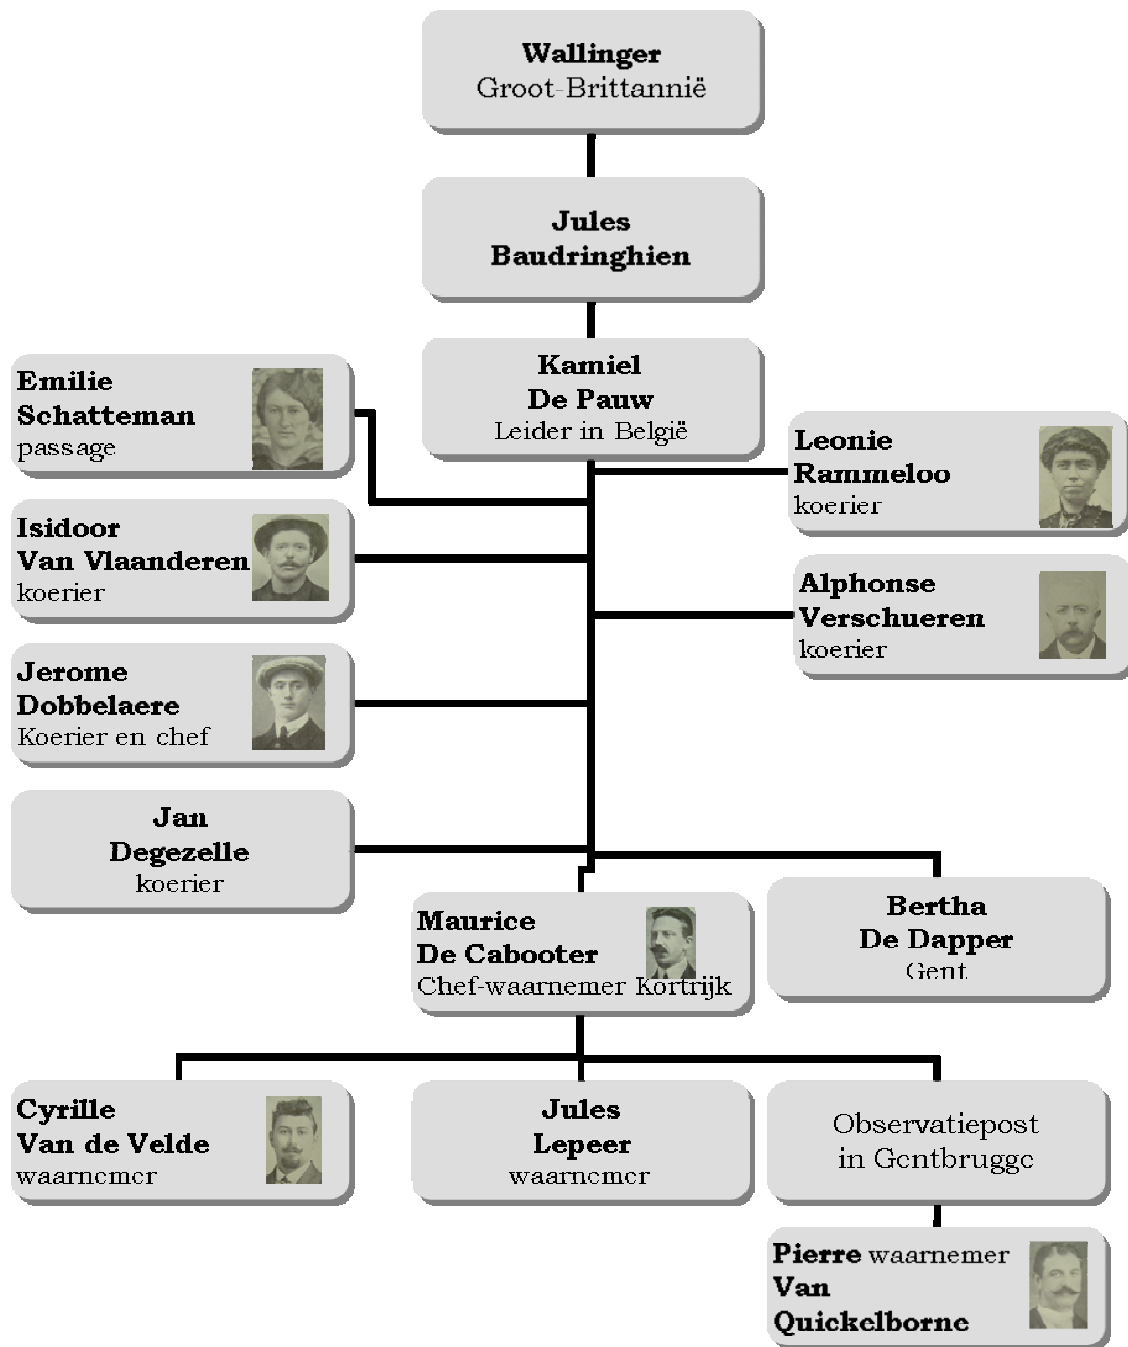 Wallinger
Groot-Brittannië
Jules
Baudringhien
Kamiel
De Pauw
Leider in België
Emilie
Schatteman
passage
Leonie
Rammeloo
koerier
Isidoor
Van Vlaanderen
koerier
Alphonse
Verschueren
koerier
Jerome
Dobbelaere
Koerier en chef
Jan
Degezelle
koerier
Maurice
De Cabooter
Chef-waarnemer Kortrijk
Bertha
De Dapper
Gent
Cyrille
Van de Velde
waarnemer
Jules
Lepeer
waarnemer
Observatiepost
in Gentbrugge
Pierre waarnemer
Van
Quickelborne